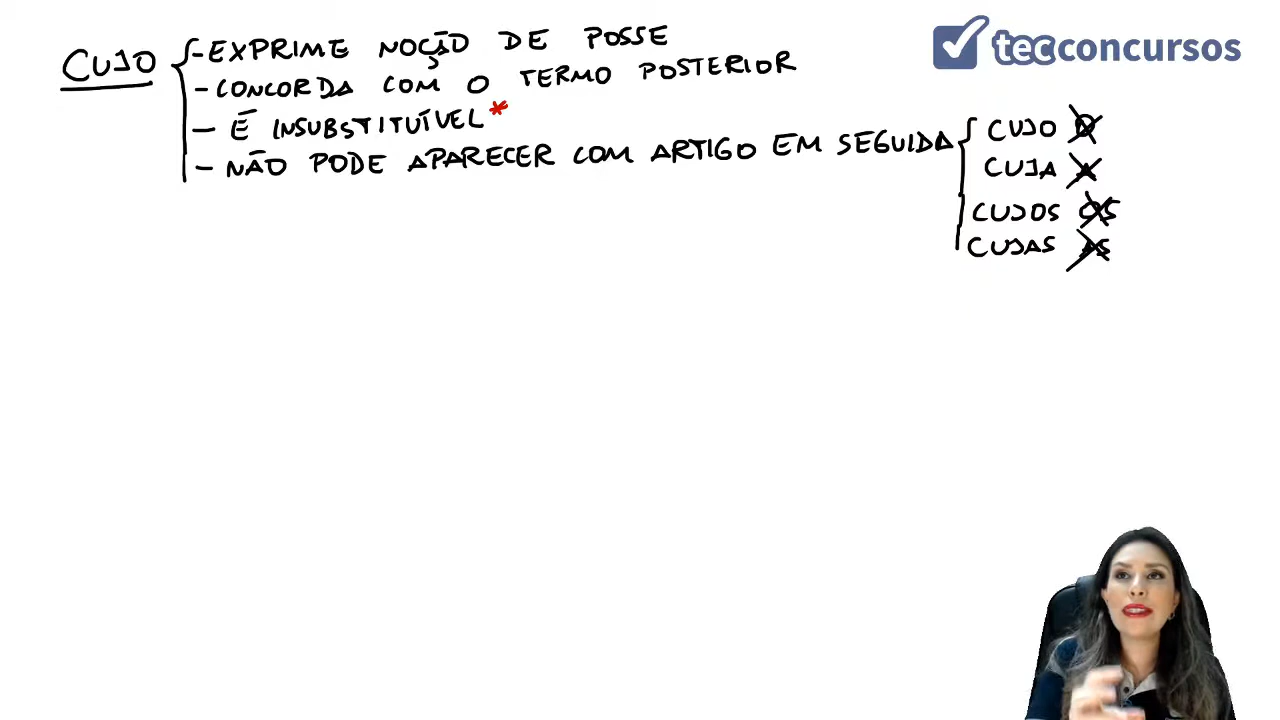 tecconcursos
CUJO
- EXPRIME NOÇÃO DE POSSE
- CONCORDA COM O TERMO POSTERIOR
- É INSUBSTITUÍVEL *
- NÃO PODE APARECER COM ARTIGO EM SEGUIDA
CUJO O
CUJA A
CUJOS OS
CUJAS AS